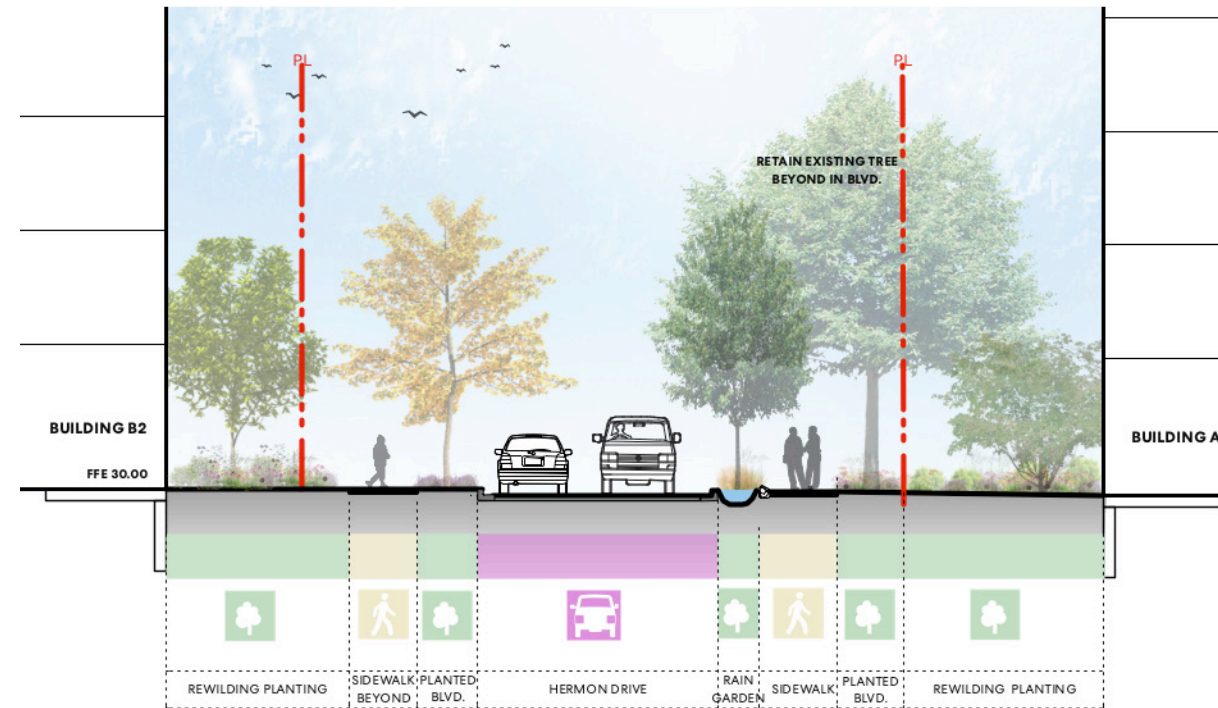 PL
PL
RETAIN EXISTING TREE
BEYOND IN BLVD.
BUILDING B2
BUILDING A
FFE 30.00
REWILDING PLANTING
SIDEWALK
BEYOND
PLANTED
BLVD.
HERMON DRIVE
RAIN
GARDEN
SIDEWALK
PLANTED
BLVD.
REWILDING PLANTING